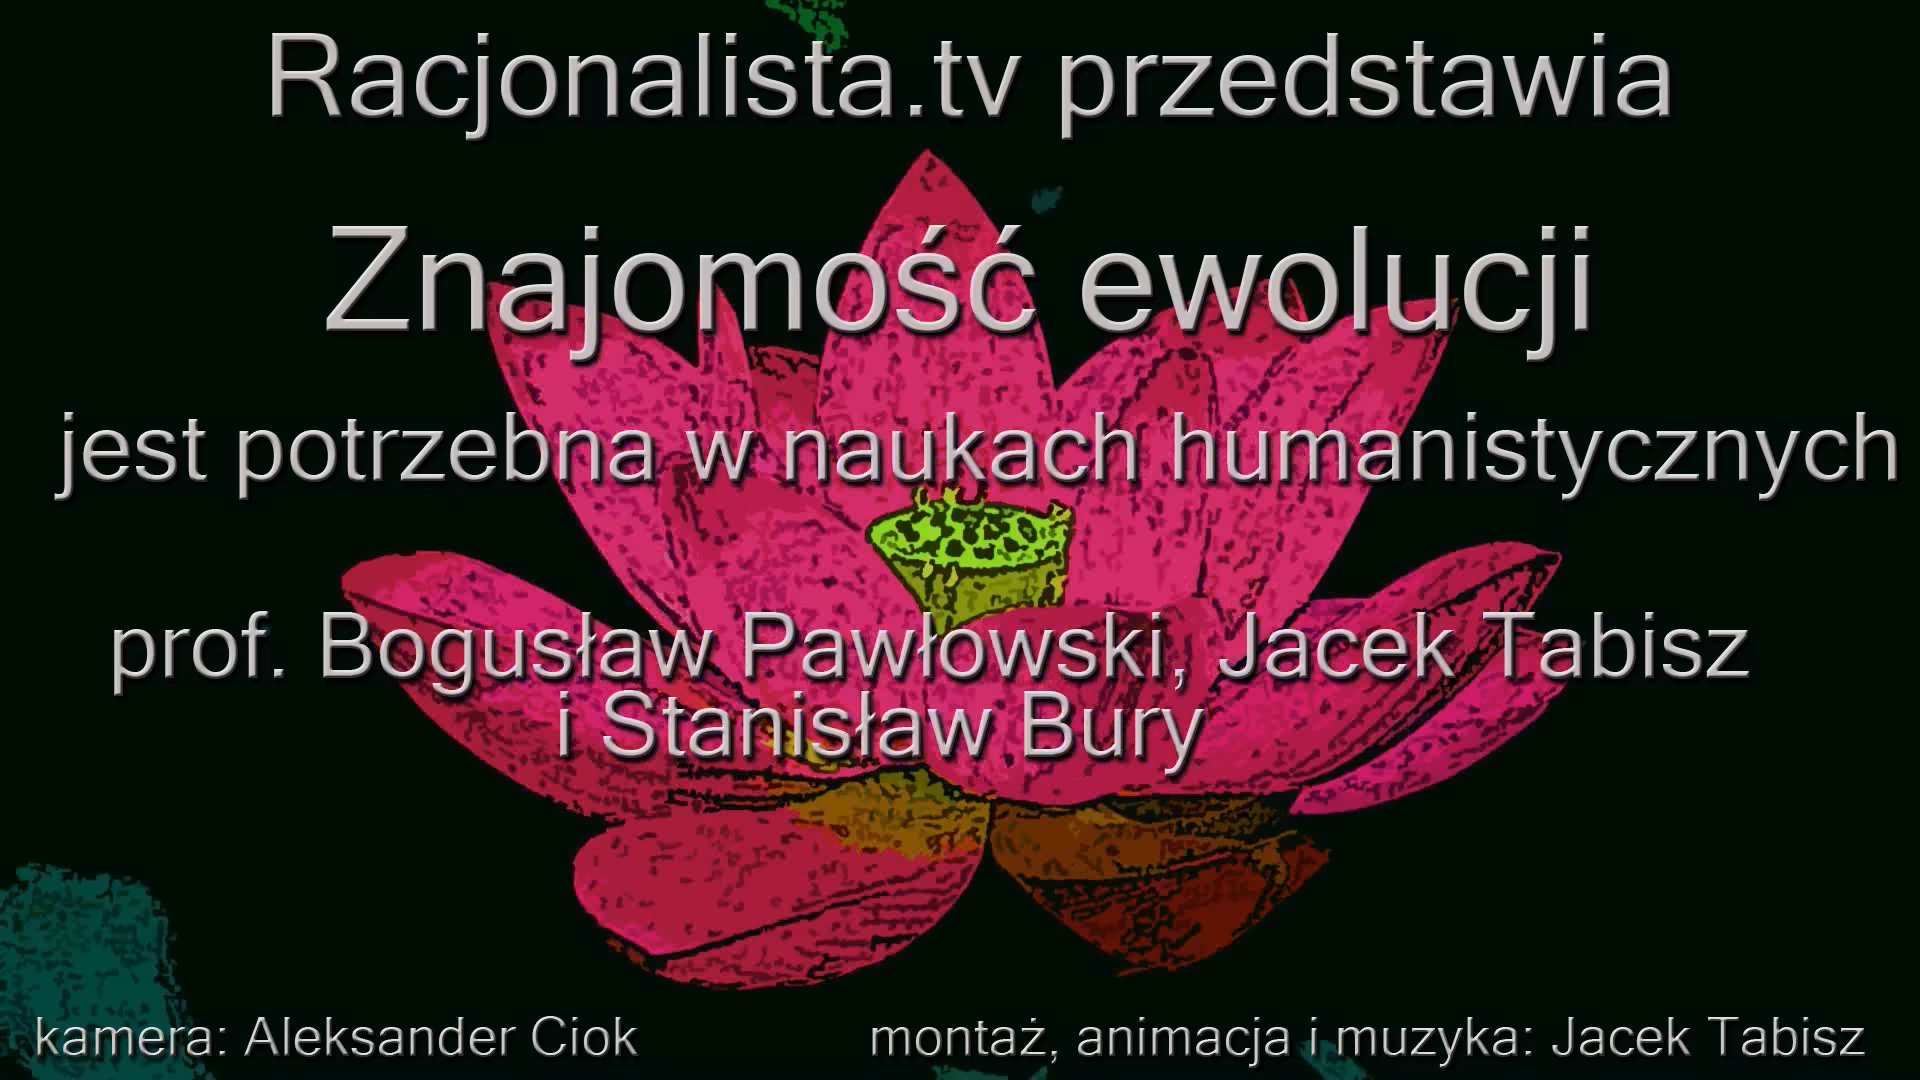 Racjonalista.tv przedstawia
Znajomość ewolucji
jest potrzebna w naukach humanistycznych
prof. Bogusław Pawłowski, Jacek Tabisz
i Stanisław Bury
kamera: Aleksander Ciok
montaż, animacja i muzyka: Jacek Tabisz